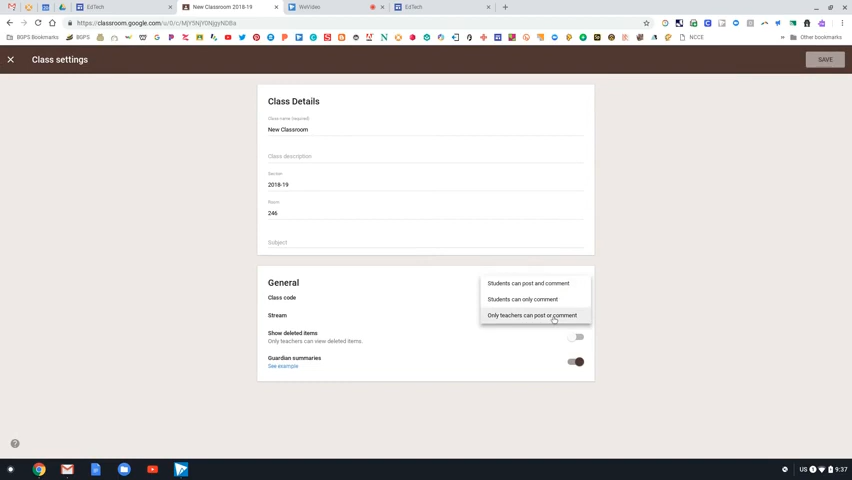 EdTech
New Classroom 2018-19
WeVideo
EdTech
https://classroom.google.com/u/0/c/
BGPS Bookmarks
BGPS
NCCE
Other bookmarks
Class settings
SAVE
Class Details
Class name (required)
New Classroom
Class description
Section
2018-19
Room
246
Subject
General
Class code
Stream
Students can post and comment
Students can only comment
Only teachers can post or comment
Show deleted items
Only teachers can view deleted items.
Guardian summaries
See example
US
9:37